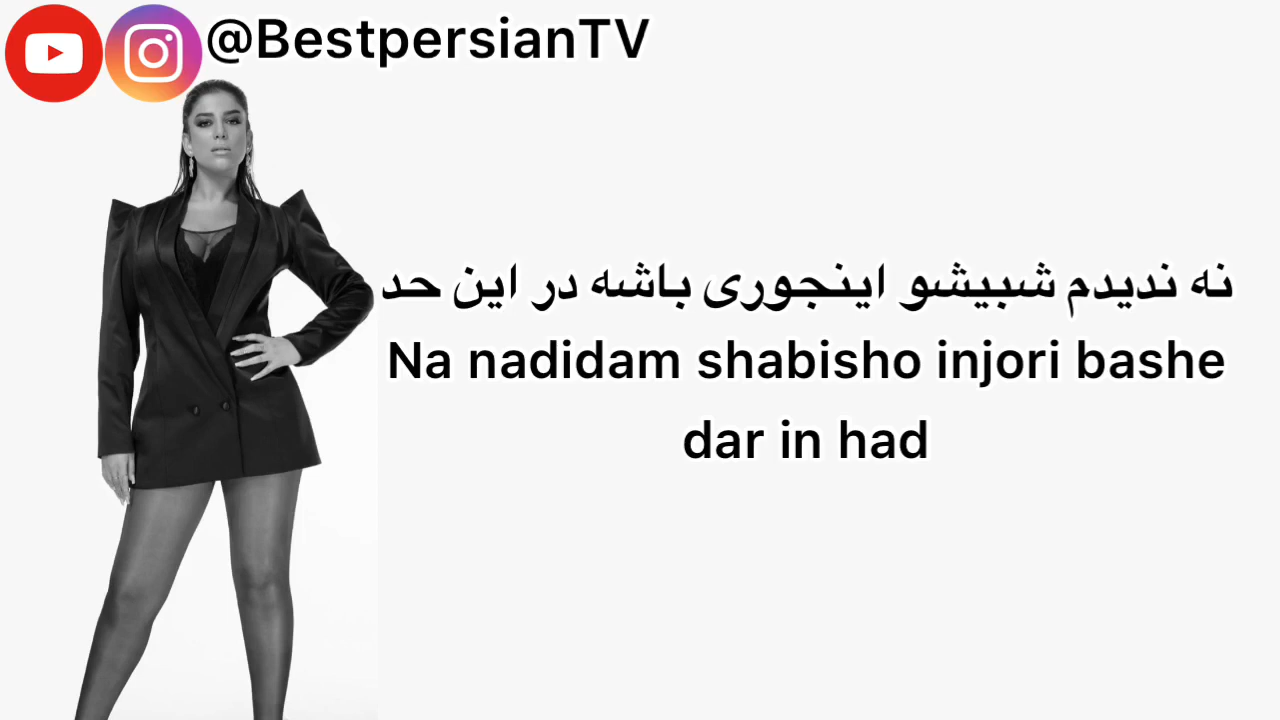 @BestpersianTV
نه ندیدم شبیشو اینجوری باشه در این حد
Na nadidam shabisho injori bashe
dar in had